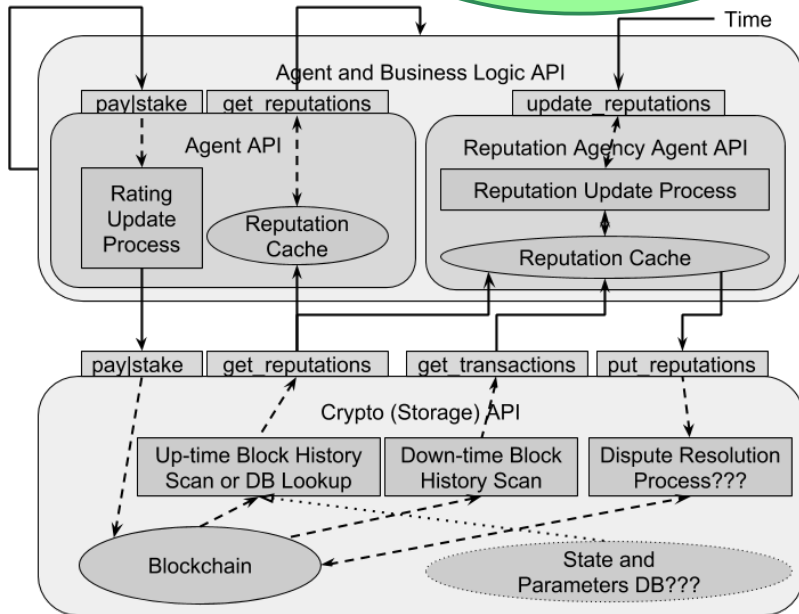 Time
Agent and Business Logic API
pay|stake
get_reputations
update_reputations
Agent API
Reputation Agency Agent API
Rating
Update
Process
Reputation
Cache
Reputation Update Process
Reputation Cache
pay|stake
get_reputations
get_transactions
put_reputations
Crypto (Storage) API
Up-time Block History
Scan or DB Lookup
Down-time Block
History Scan
Dispute Resolution
Process???
Blockchain
State and
Parameters DB???